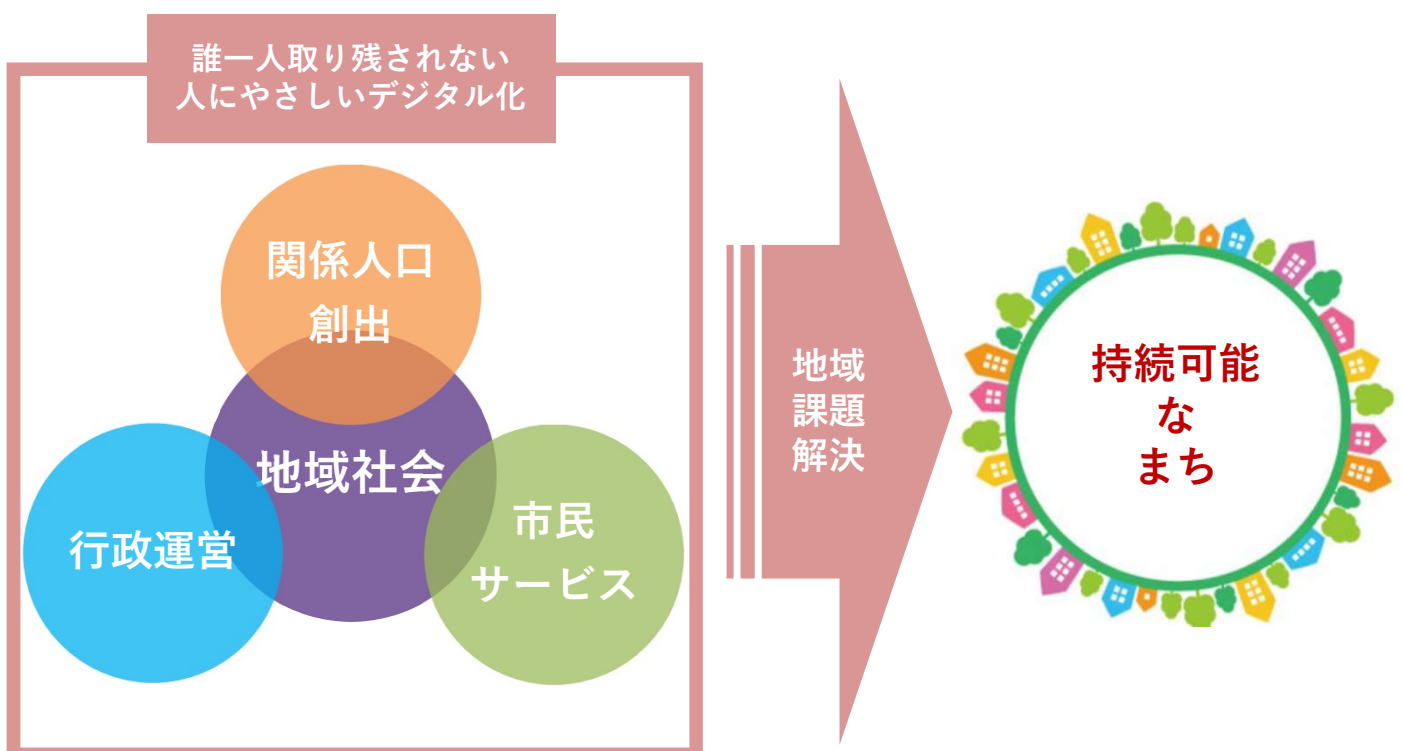 誰一人取り残されない
人にやさしいデジタル化
関係人口
創出
地域社会
行政運営
市民
サービス
地域
課題
解決
持続可能
な
まち